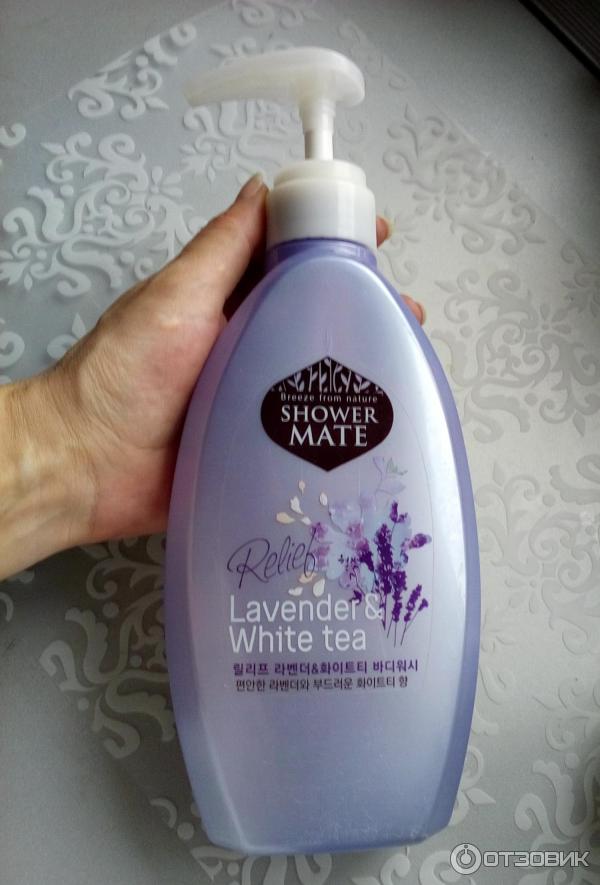 Breeze from nature
SHOWER
MATE
Relief
Lavender &
White tea
릴리프 라벤더&화이트티 바디워시
편안한 라벤더와 부드러운 화이트티 향
ОТЗОВИК